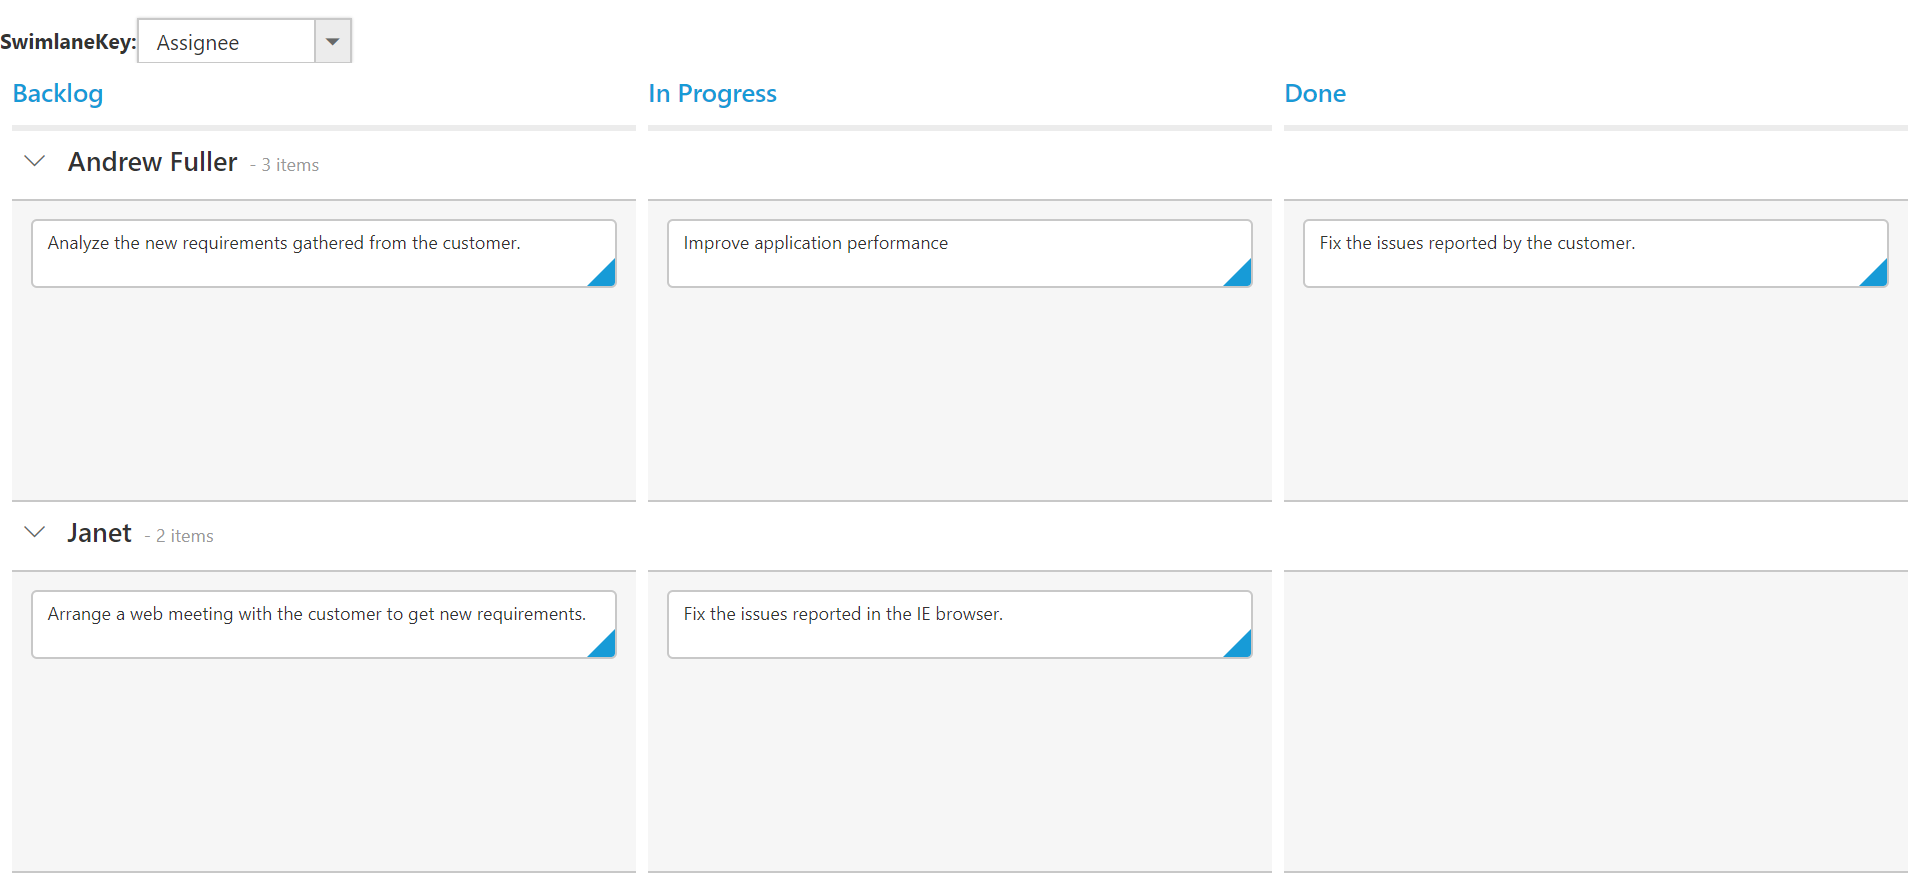 SwimlaneKey: Assignee
Backlog In Progress Done
Andrew Fuller - 3 items
Analyze the new requirements gathered from the customer.
Improve application performance
Fix the issues reported by the customer.
Janet - 2 items
Arrange a web meeting with the customer to get new requirements.
Fix the issues reported in the IE browser.